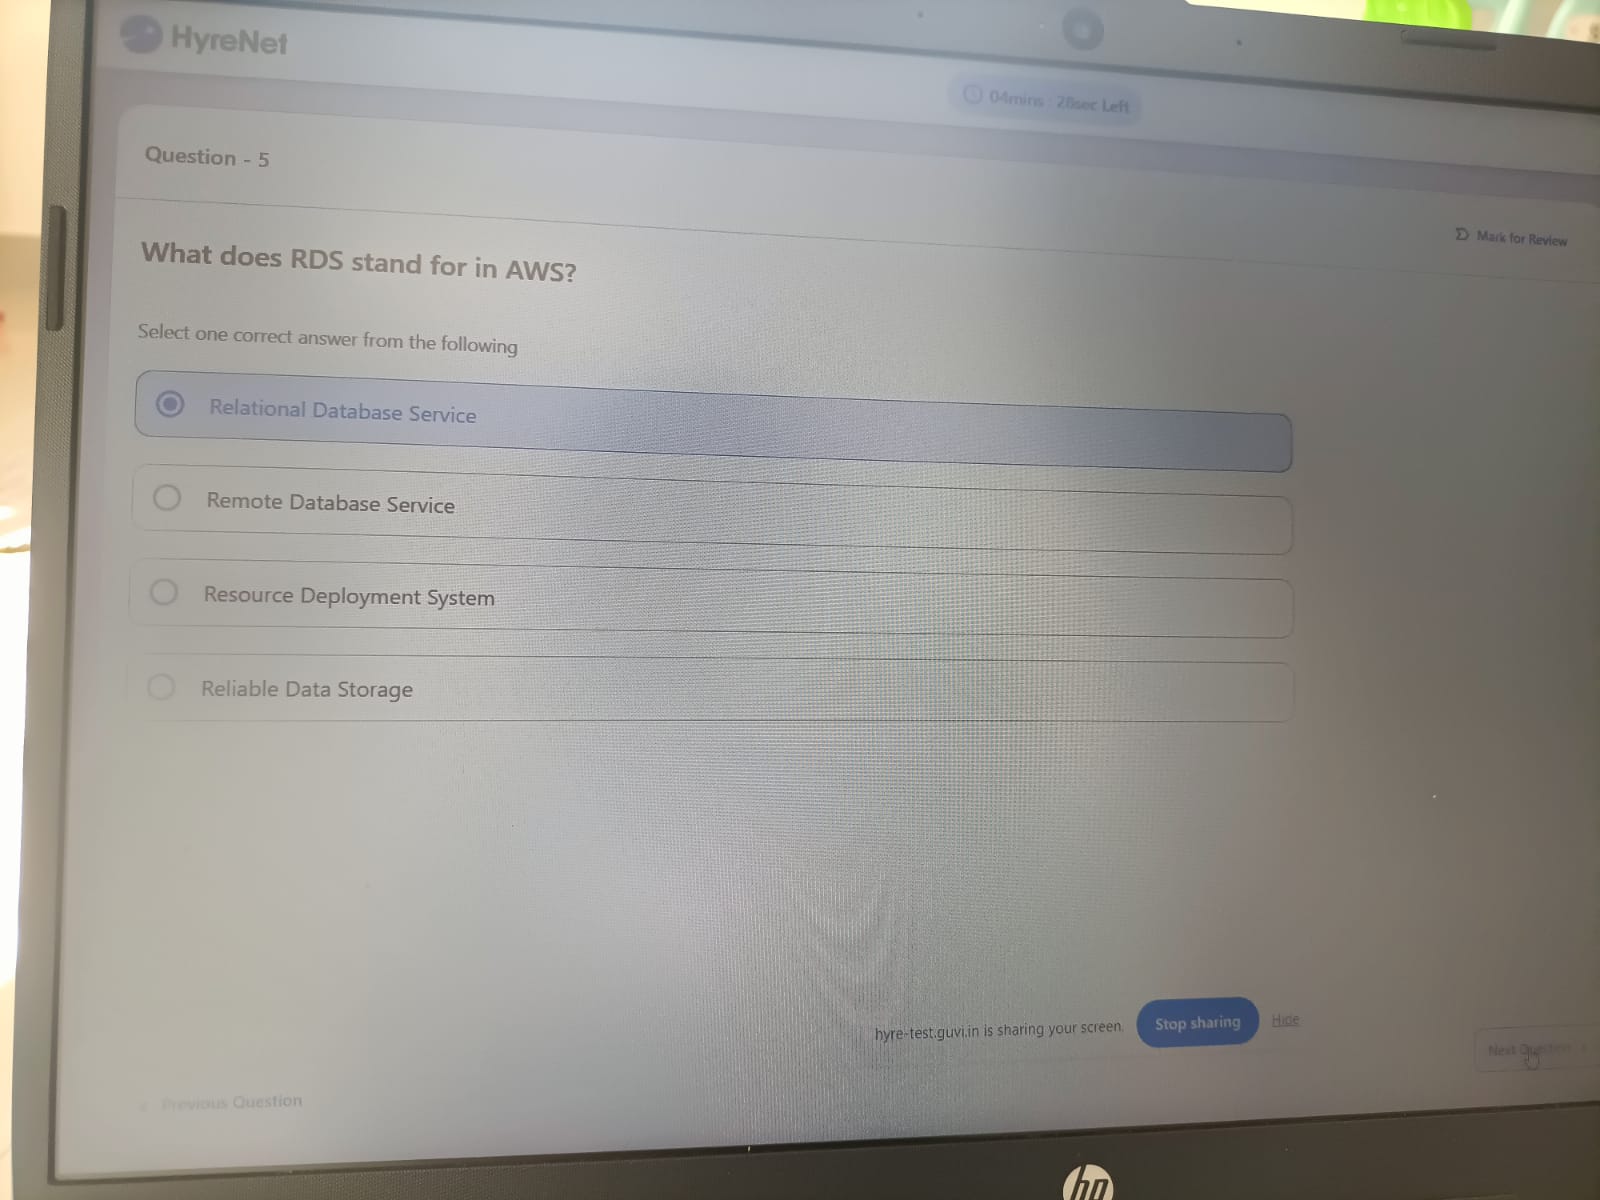 HyreNet
04mins : 28sec Left
Question - 5
Mark for Review
What does RDS stand for in AWS?
Select one correct answer from the following
Relational Database Service
Remote Database Service
Resource Deployment System
Reliable Data Storage
hyre-test.guvi.in is sharing your screen.
Stop sharing
Hide
Next Question
Previous Question
hp